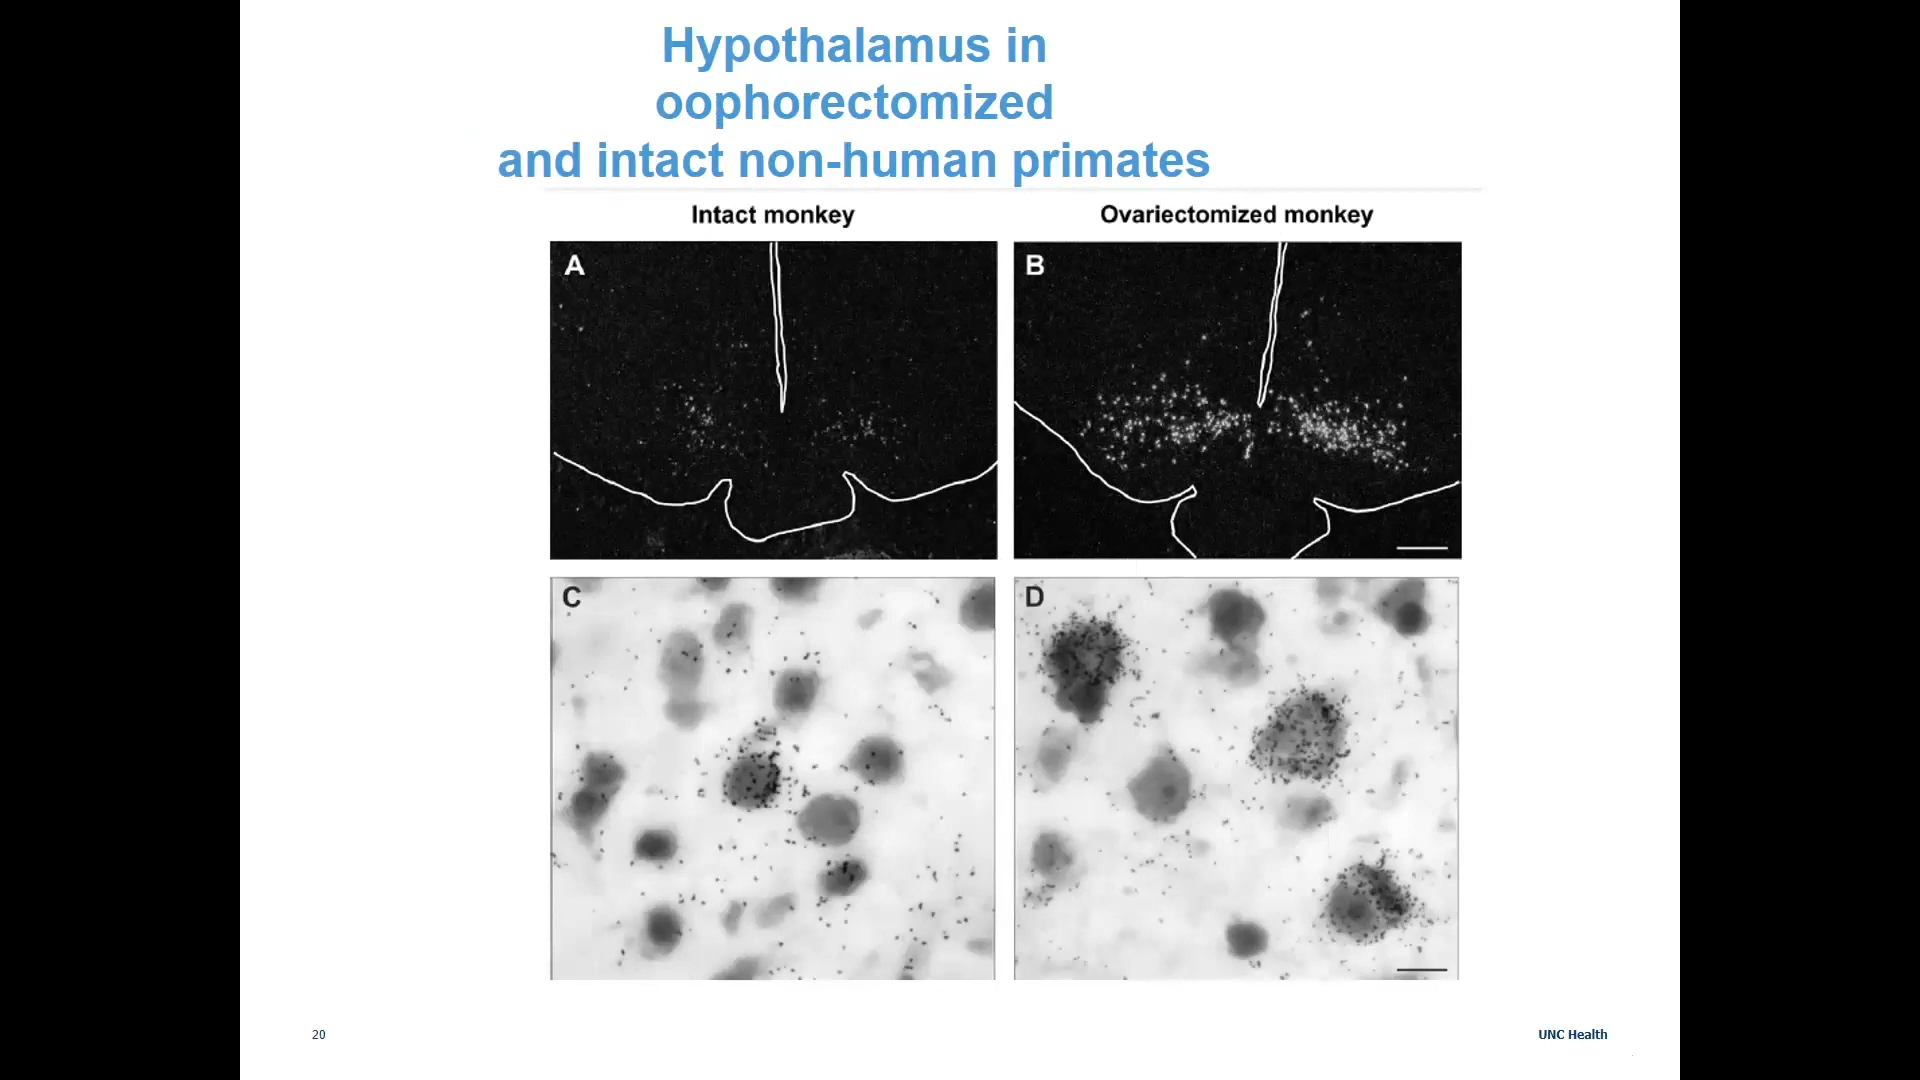 Hypothalamus in
oophorectomized
and intact non-human primates
Intact monkey
Ovariectomized monkey
A
B
C
D
20
UNC Health